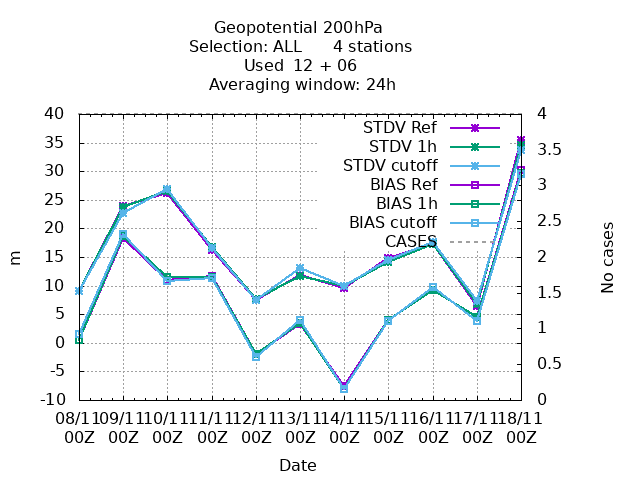 Geopotential 200hPa
Selection: ALL      4 stations
Used  12 + 06
Averaging window: 24h
40
35
30
25
20
15
10
5
0
-5
-10
m
4
3.5
3
2.5
2
1.5
1
0.5
0
No cases
STDV Ref
STDV 1h
STDV cutoff
BIAS Ref
BIAS 1h
BIAS cutoff
CASES
08/11 09/11 10/11 11/11 12/11 13/11 14/11 15/11 16/11 17/11 18/11
00Z 00Z 00Z 00Z 00Z 00Z 00Z 00Z 00Z 00Z 00Z
Date